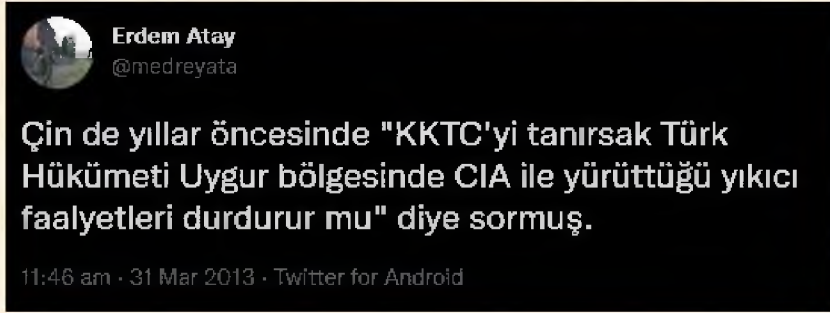 Erdem Atay
@medreyata
Çin de yıllar öncesinde "KKTC'yi tanırsak Türk
Hükümeti Uygur bölgesinde CIA ile yürüttüğü yıkıcı
faalyetleri durdurur mu" diye sormuş.
11:46 am · 31 Mar 2013 · Twitter for Android